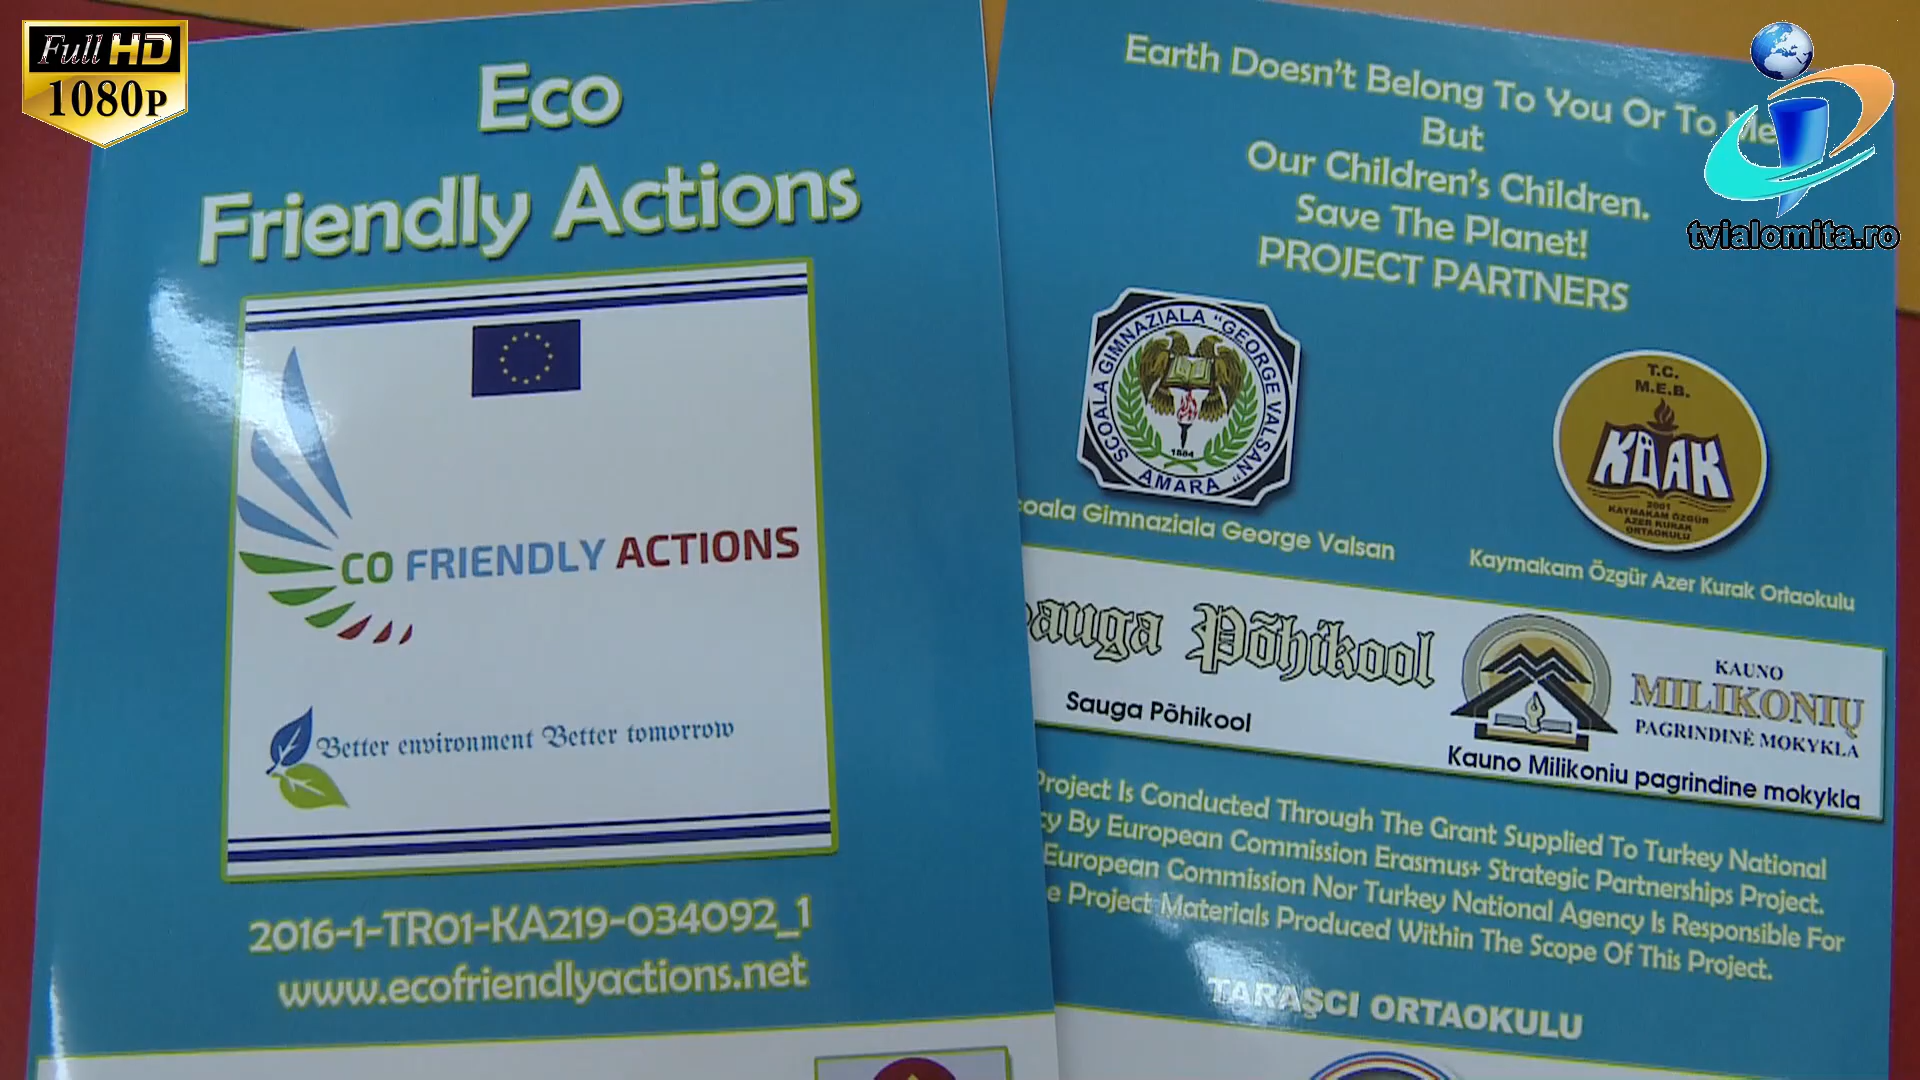 Full HD
1080P
Eco
Friendly Actions
CO FRIENDLY ACTIONS
Better environment Better tomorrow
2016-1-TR01-KA219-034092_1
www.ecofriendlyactions.net
Earth Doesn't Belong To You Or To Me
But
Our Children's Children.
Save The Planet!
PROJECT PARTNERS
tvialomita.ro
SCOALA GIMNAZIALA "GEORGE VALSAN"
1884
AMARA
coala Gimnaziala George Valsan
T.C.
M.E.B.
KÖAK
2001
KAYMAKAM ÖZGÜR
AZER KURAK
ORTAOKULU
Kaymakam Özgür Azer Kurak Ortaokulu
Sauga Põhikool
Sauga Põhikool
KAUNO
MILIKONIŲ
PAGRINDINĖ MOKYKLA
Kauno Milikoniu pagrindine mokykla
Project Is Conducted Through The Grant Supplied To Turkey National
cy By European Commission Erasmus+ Strategic Partnerships Project.
European Commission Nor Turkey National Agency Is Responsible For
e Project Materials Produced Within The Scope Of This Project.
TARAŞCI ORTAOKULU